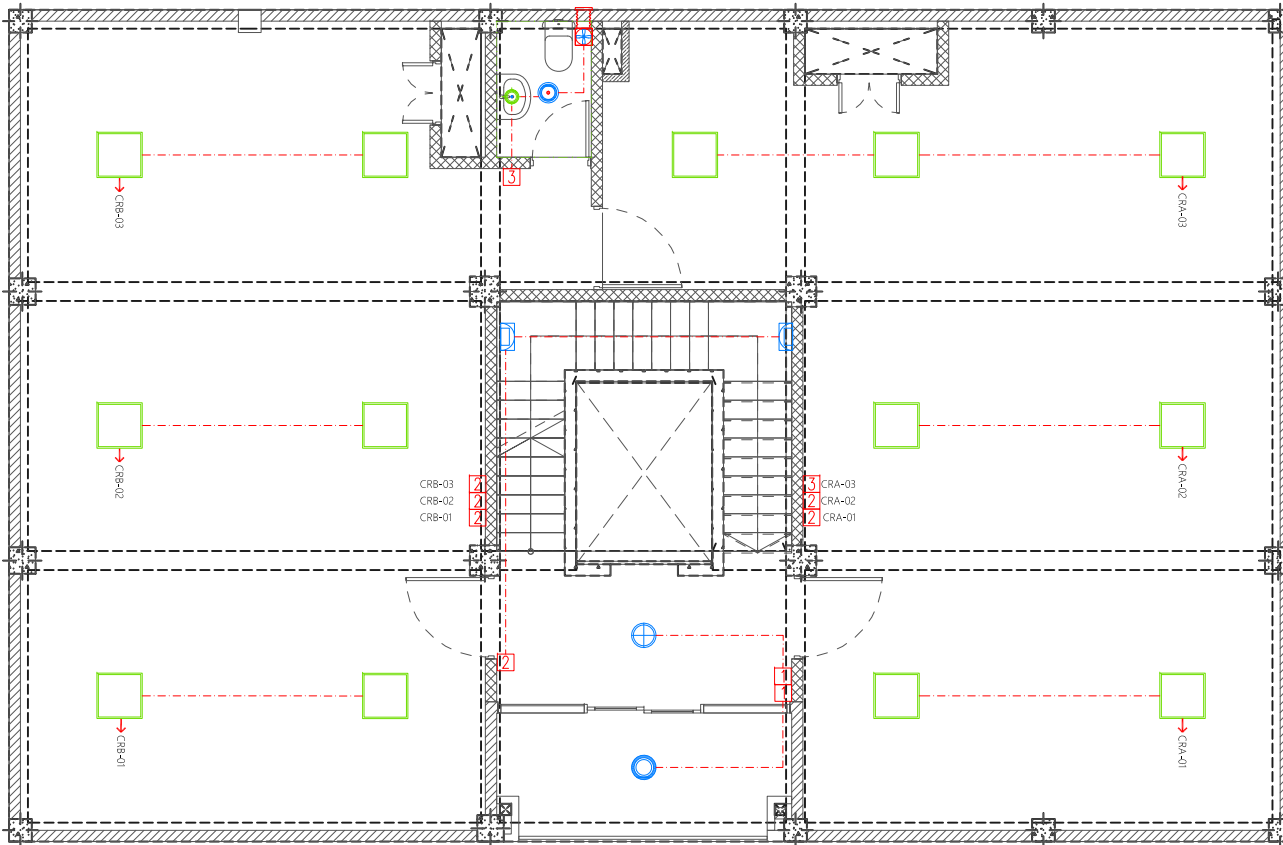 3
CRB-03
CRA-03
CRB-02
CRA-02
CRB-03 2
3 CRA-03
CRB-02 2
2 CRA-02
CRB-01 2
2 CRA-01
2
1
1
CRB-01
CRA-01